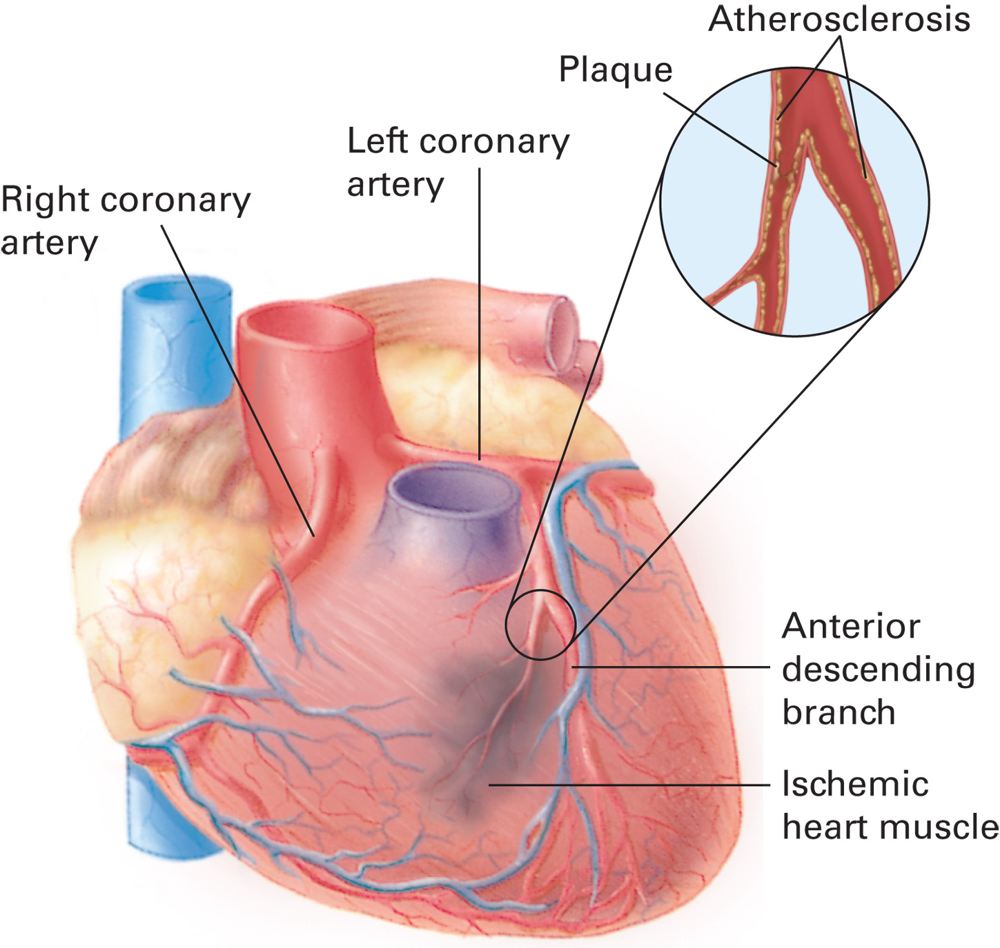 Atherosclerosis
Plaque
Left coronary
artery
Right coronary
artery
Anterior
descending
branch
Ischemic
heart muscle